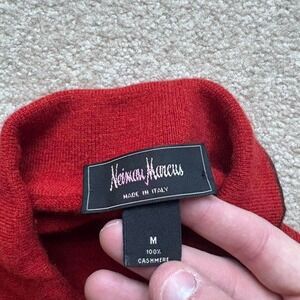 Neiman Marcus
MADE IN ITALY
M
100%
CASHMERE